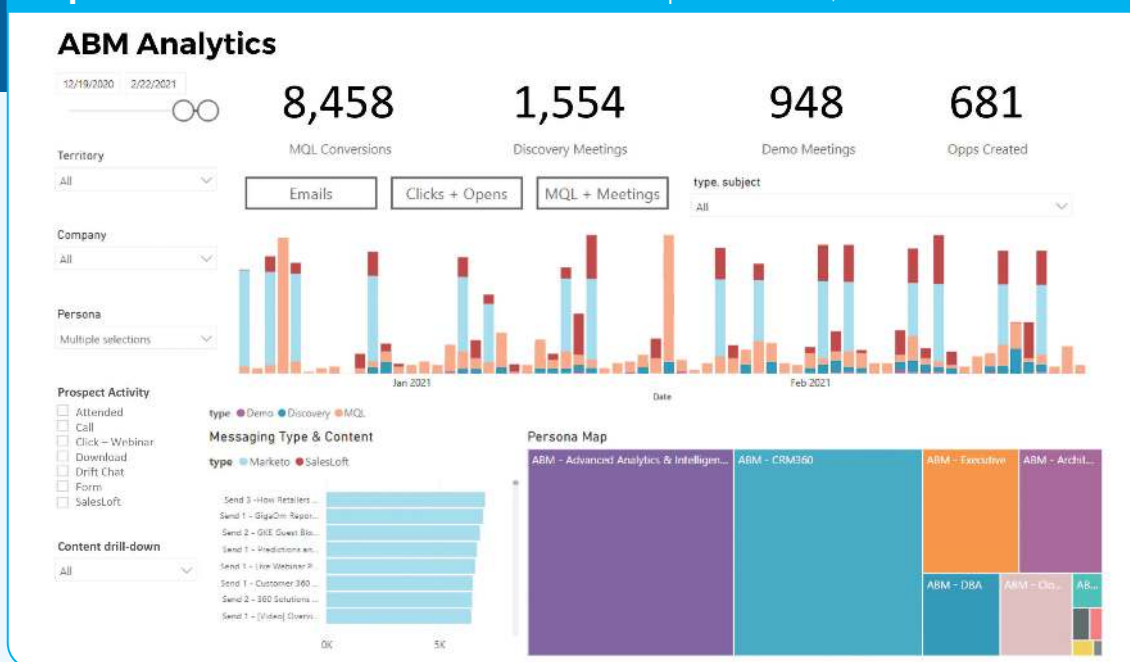 ABM Analytics
12/19/2020 2/22/2021
8,458 1,554 948 681
MQL Conversions Discovery Meetings Demo Meetings Opps Created
Territory
All
Emails Clicks + Opens MQL + Meetings
type, subject
All
Company
All
Persona
Multiple selections
Jan 2021 Feb 2021
Date
Prospect Activity
Attended
Call
Click – Webinar
Download
Drift Chat
Form
SalesLoft
Content drill-down
All
type Demo Discovery MQL
Messaging Type & Content
type Marketo SalesLoft
Send 3 -How Retailers ...
Send 1 - GigaOm Repor...
Send 2 - GKE Guest Blo...
Send 1 - Predictions an...
Send 1 - Live Webinar P...
Send 1 - Customer 360 ...
Send 2 - 360 Solutions ...
Send 1 - [Video] Overvi...
0K 5K
Persona Map
ABM - Advanced Analytics & Intelligen... ABM - CRM360 ABM - Executive ABM - Archit...
ABM - DBA ABM - Clo... AB...